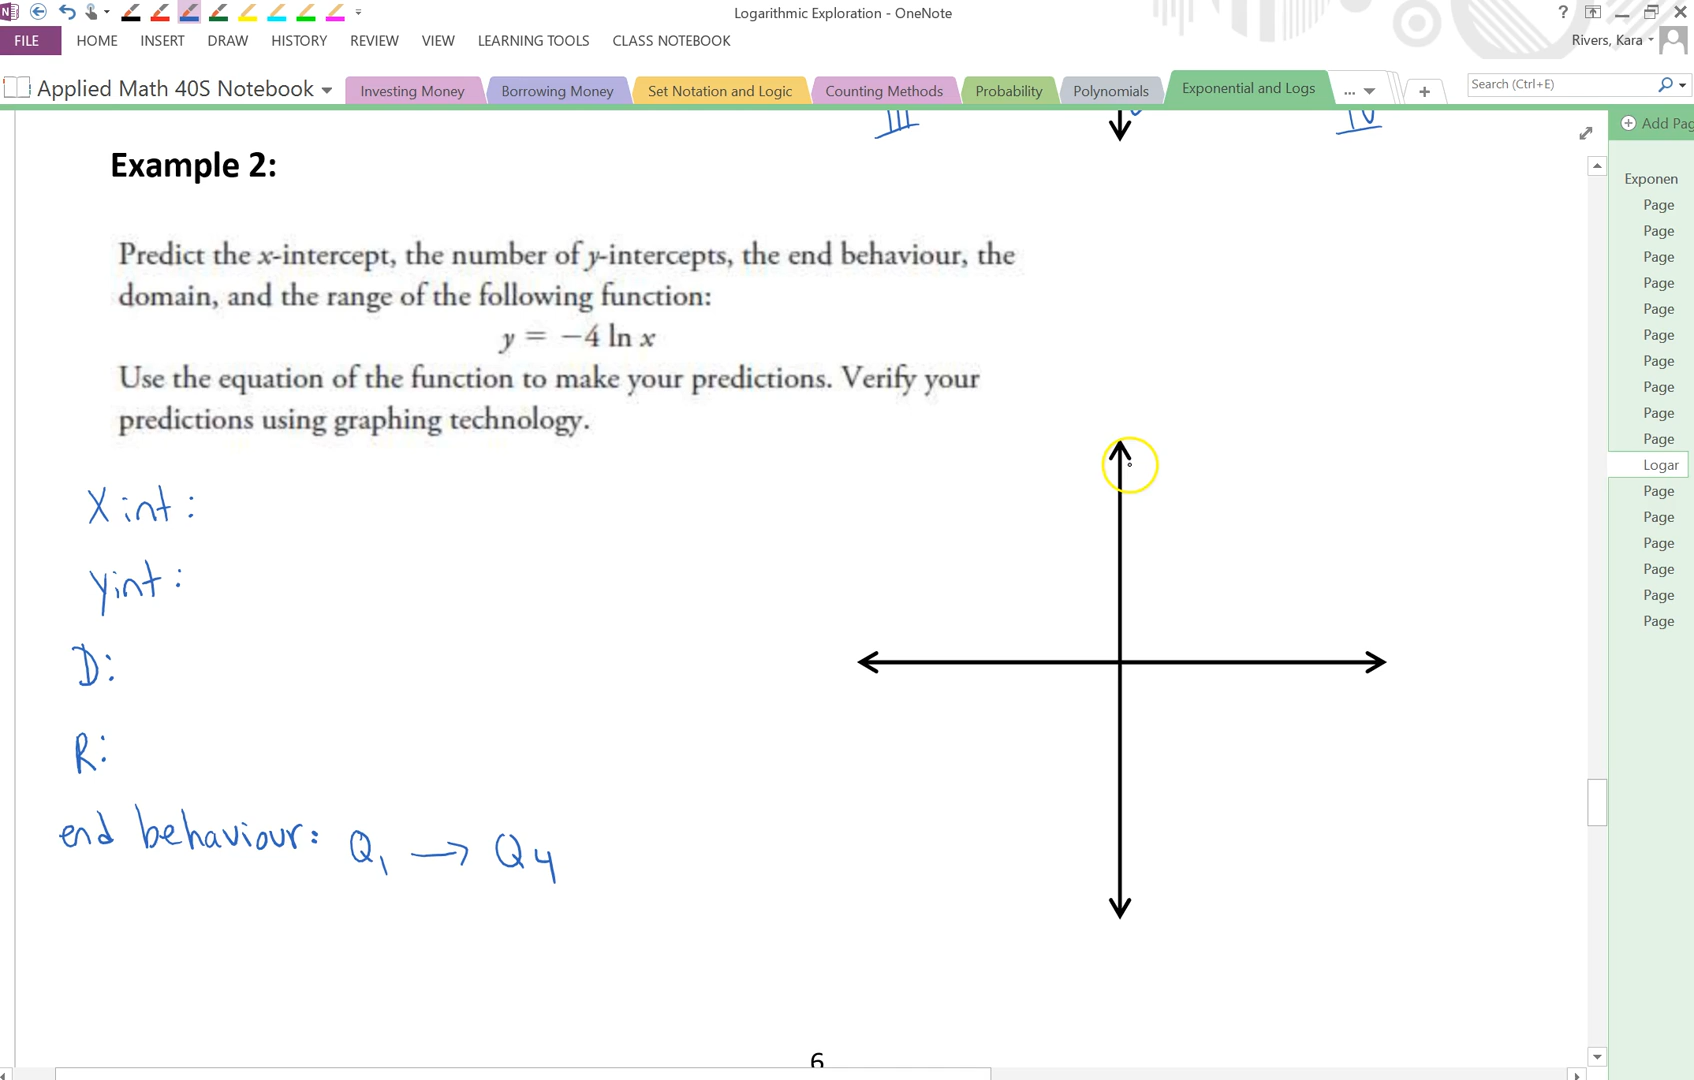 Logarithmic Exploration - OneNote
?
FILE HOME INSERT DRAW HISTORY REVIEW VIEW LEARNING TOOLS CLASS NOTEBOOK
Rivers, Kara
Applied Math 40S Notebook
Investing Money
Borrowing Money
Set Notation and Logic
Counting Methods
Probability
Polynomials
Exponential and Logs
...
+
Search (Ctrl+E)
Add Pag
III
IV
Example 2:
Predict the x-intercept, the number of y-intercepts, the end behaviour, the
domain, and the range of the following function:
y = −4 ln x
Use the equation of the function to make your predictions. Verify your
predictions using graphing technology.
X int :
yint :
D:
R:
end behaviour: Q1 → Q4
6
Exponen
Page
Page
Page
Page
Page
Page
Page
Page
Page
Page
Logar
Page
Page
Page
Page
Page
Page